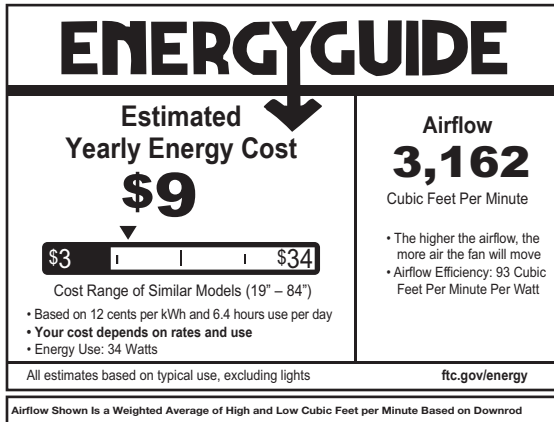 ENERGYGUIDE
Estimated
Yearly Energy Cost
$9
$3
$34
Cost Range of Similar Models (19” – 84”)
• Based on 12 cents per kWh and 6.4 hours use per day
• Your cost depends on rates and use
• Energy Use: 34 Watts
Airflow
3,162
Cubic Feet Per Minute
• The higher the airflow, the
more air the fan will move
• Airflow Efficiency: 93 Cubic
Feet Per Minute Per Watt
All estimates based on typical use, excluding lights
ftc.gov/energy
Airflow Shown Is a Weighted Average of High and Low Cubic Feet per Minute Based on Downrod